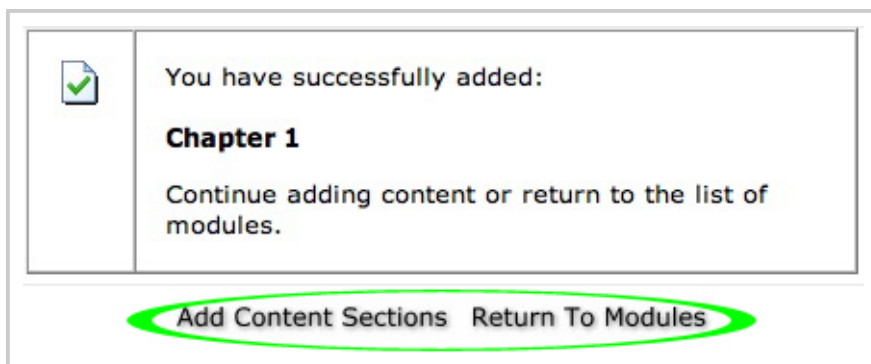 You have successfully added:
Chapter 1
Continue adding content or return to the list of
modules.
Add Content Sections Return To Modules